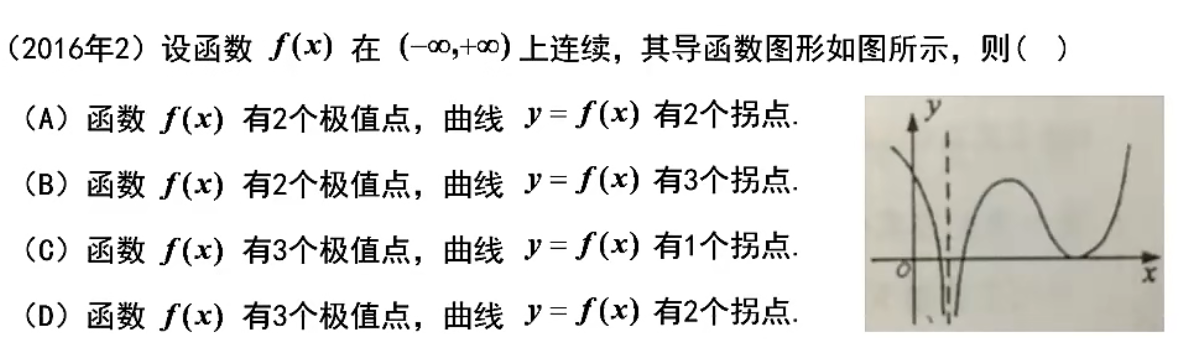 (2016年2) 设函数 f(x) 在 (−∞,+∞) 上连续，其导函数图形如图所示，则( )
(A) 函数 f(x) 有2个极值点，曲线 y = f(x) 有2个拐点.
(B) 函数 f(x) 有2个极值点，曲线 y = f(x) 有3个拐点.
(C) 函数 f(x) 有3个极值点，曲线 y = f(x) 有1个拐点.
(D) 函数 f(x) 有3个极值点，曲线 y = f(x) 有2个拐点.
y
O
x